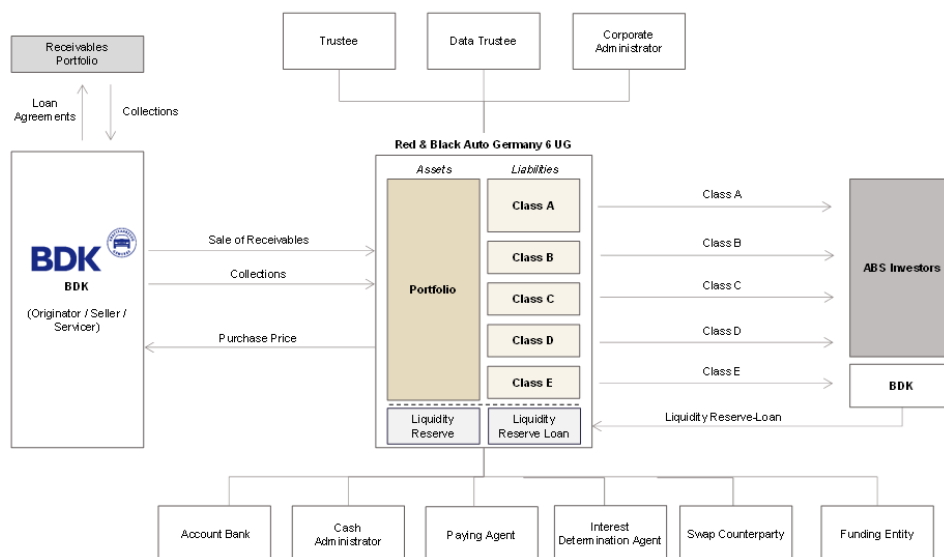 Receivables
Portfolio
Trustee
Data Trustee
Corporate
Administrator
Loan
Agreements
Collections
Red & Black Auto Germany 6 UG
Assets
Liabilities
BDK
BDK
(Originator / Seller /
Servicer)
Sale of Receivables
Collections
Purchase Price
Portfolio
Class A
Class B
Class C
Class D
Class E
Liquidity
Reserve
Liquidity
Reserve Loan
Class A
Class B
Class C
Class D
Class E
Liquidity Reserve-Loan
ABS Investors
BDK
Account Bank
Cash
Administrator
Paying Agent
Interest
Determination Agent
Swap Counterparty
Funding Entity